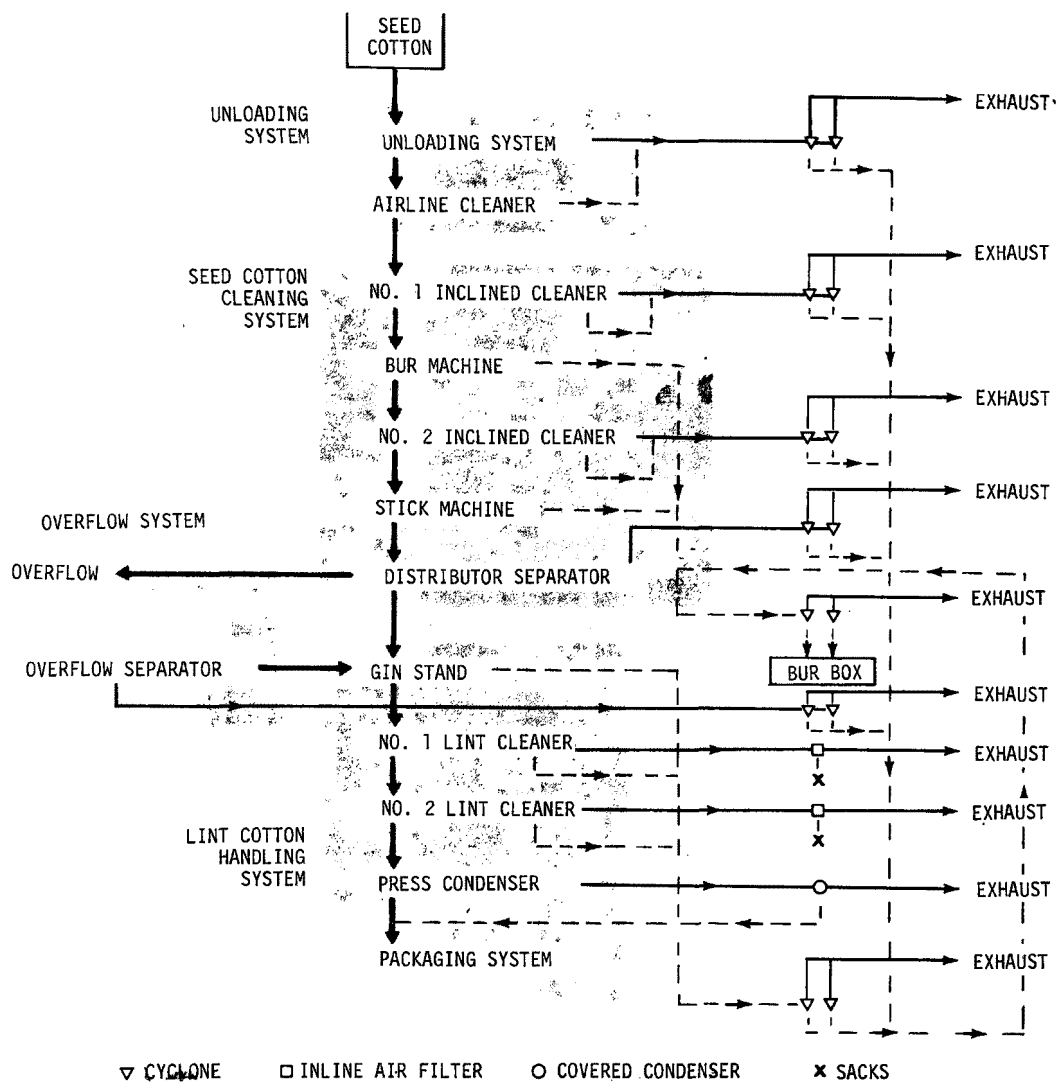 SEED
COTTON
EXHAUST
UNLOADING
SYSTEM
UNLOADING SYSTEM
AIRLINE CLEANER
EXHAUST
SEED COTTON
CLEANING
SYSTEM
NO. 1 INCLINED CLEANER
BUR MACHINE
EXHAUST
NO. 2 INCLINED CLEANER
EXHAUST
STICK MACHINE
OVERFLOW SYSTEM
OVERFLOW
DISTRIBUTOR SEPARATOR
EXHAUST
OVERFLOW SEPARATOR
GIN STAND
BUR BOX
EXHAUST
NO. 1 LINT CLEANER
EXHAUST
NO. 2 LINT CLEANER
EXHAUST
LINT COTTON
HANDLING
SYSTEM
PRESS CONDENSER
EXHAUST
PACKAGING SYSTEM
EXHAUST
CYCLONE
INLINE AIR FILTER
COVERED CONDENSER
SACKS